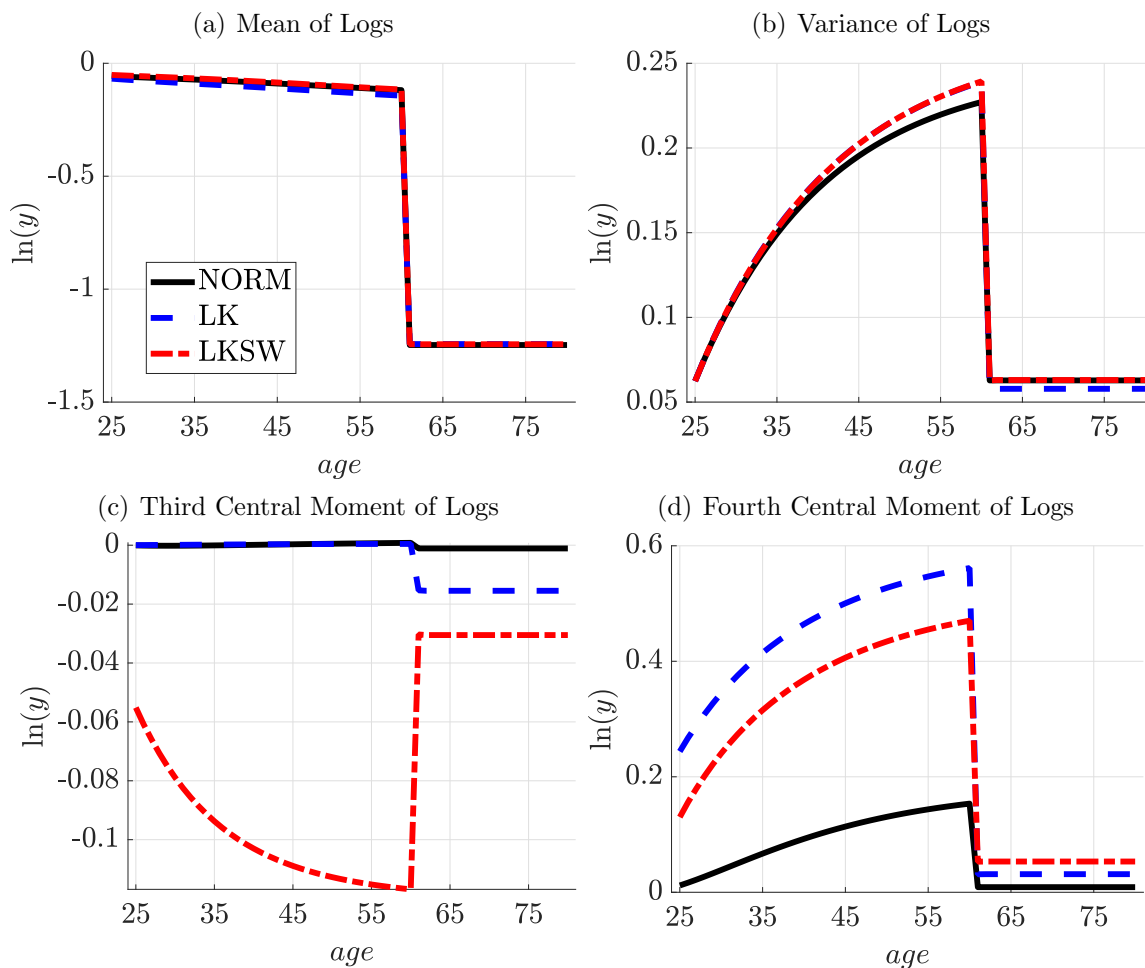 (a) Mean of Logs
0
-0.5
-1
-1.5
ln(y)
NORM
LK
LKSW
25 35 45 55 65 75
age
(b) Variance of Logs
0.25
0.2
0.15
0.1
0.05
ln(y)
25 35 45 55 65 75
age
(c) Third Central Moment of Logs
0
-0.02
-0.04
-0.06
-0.08
-0.1
ln(y)
25 35 45 55 65 75
age
(d) Fourth Central Moment of Logs
0.6
0.4
0.2
0
ln(y)
25 35 45 55 65 75
age